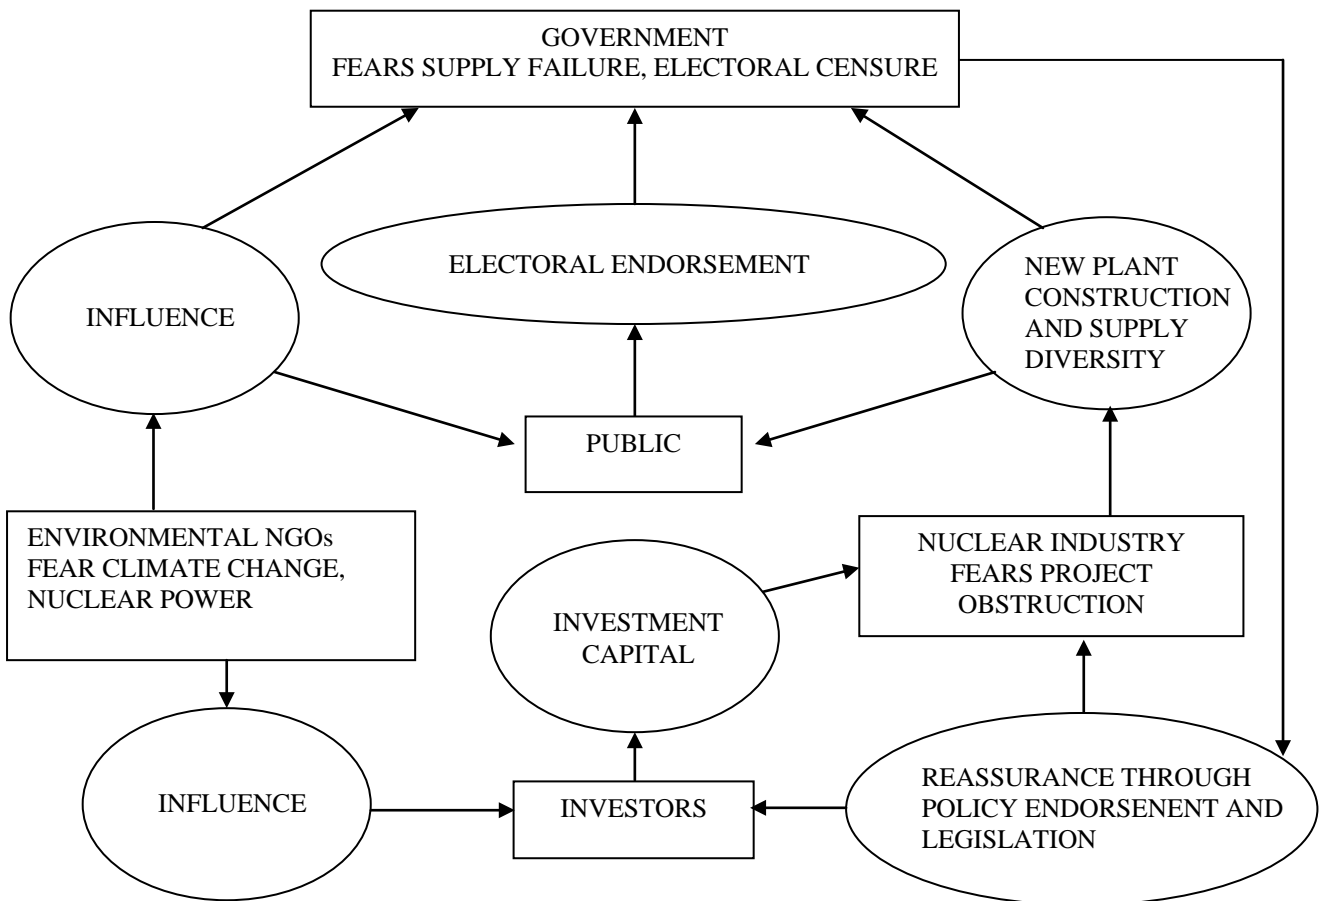 GOVERNMENT
FEARS SUPPLY FAILURE, ELECTORAL CENSURE
INFLUENCE
ELECTORAL ENDORSEMENT
NEW PLANT
CONSTRUCTION
AND SUPPLY
DIVERSITY
PUBLIC
ENVIRONMENTAL NGOs
FEAR CLIMATE CHANGE,
NUCLEAR POWER
NUCLEAR INDUSTRY
FEARS PROJECT
OBSTRUCTION
INVESTMENT
CAPITAL
INFLUENCE
INVESTORS
REASSURANCE THROUGH
POLICY ENDORSENENT AND
LEGISLATION